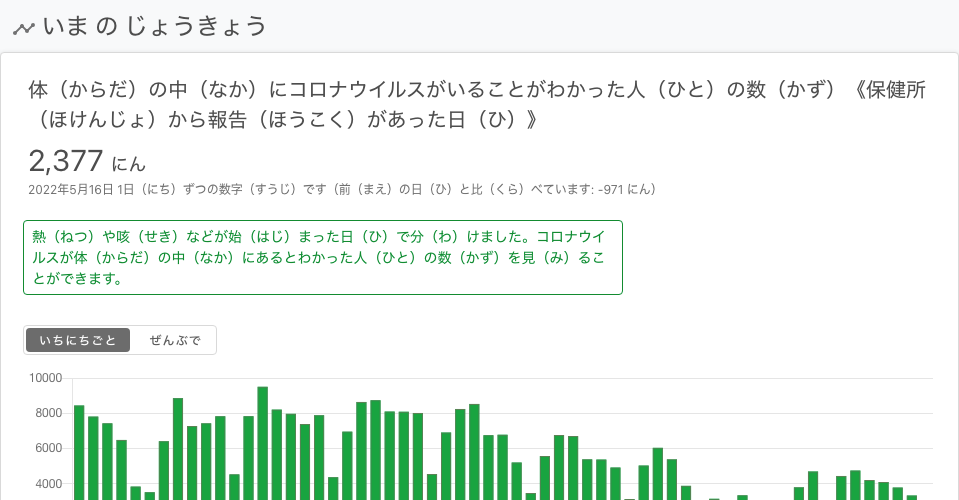 いま の じょうきょう
体（からだ）の中（なか）にコロナウイルスがいることがわかった人（ひと）の数（かず）《保健所
（ほけんじょ）から報告（ほうこく）があった日（ひ）》
2,377 にん
2022年5月16日 1日（にち）ずつの数字（すうじ）です（前（まえ）の日（ひ）と比（くら）べています: -971 にん）
熱（ねつ）や咳（せき）などが始（はじ）まった日（ひ）で分（わ）けました。コロナウイ
ルスが体（からだ）の中（なか）にあるとわかった人（ひと）の数（かず）を見（み）るこ
とができます。
いちにちごと ぜんぶで
10000
8000
6000
4000